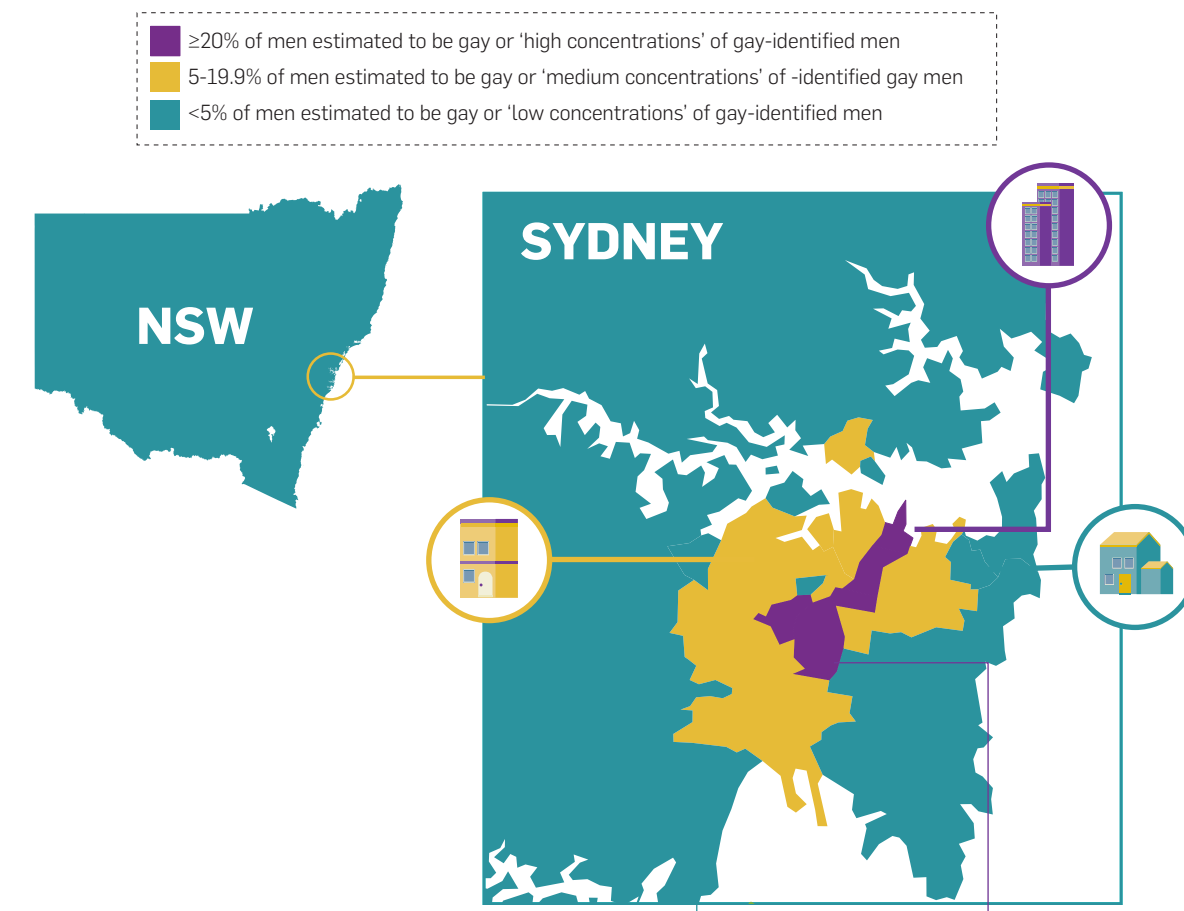 ≥20% of men estimated to be gay or ‘high concentrations’ of gay-identified men
5-19.9% of men estimated to be gay or ‘medium concentrations’ of -identified gay men
<5% of men estimated to be gay or ‘low concentrations’ of gay-identified men
SYDNEY
NSW